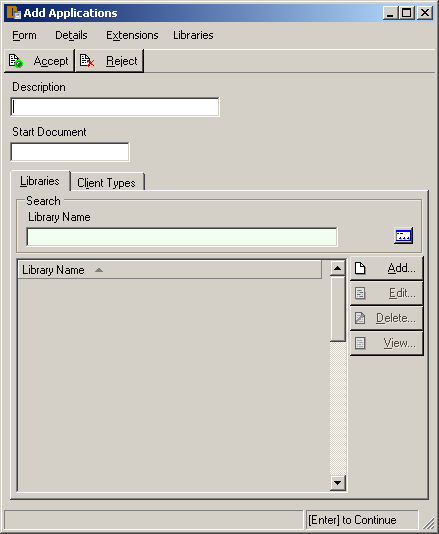 Add Applications
Form Details Extensions Libraries
Accept Reject
Description
Start Document
Libraries Client Types
Search
Library Name
Library Name
Add...
Edit...
Delete...
View...
[Enter] to Continue